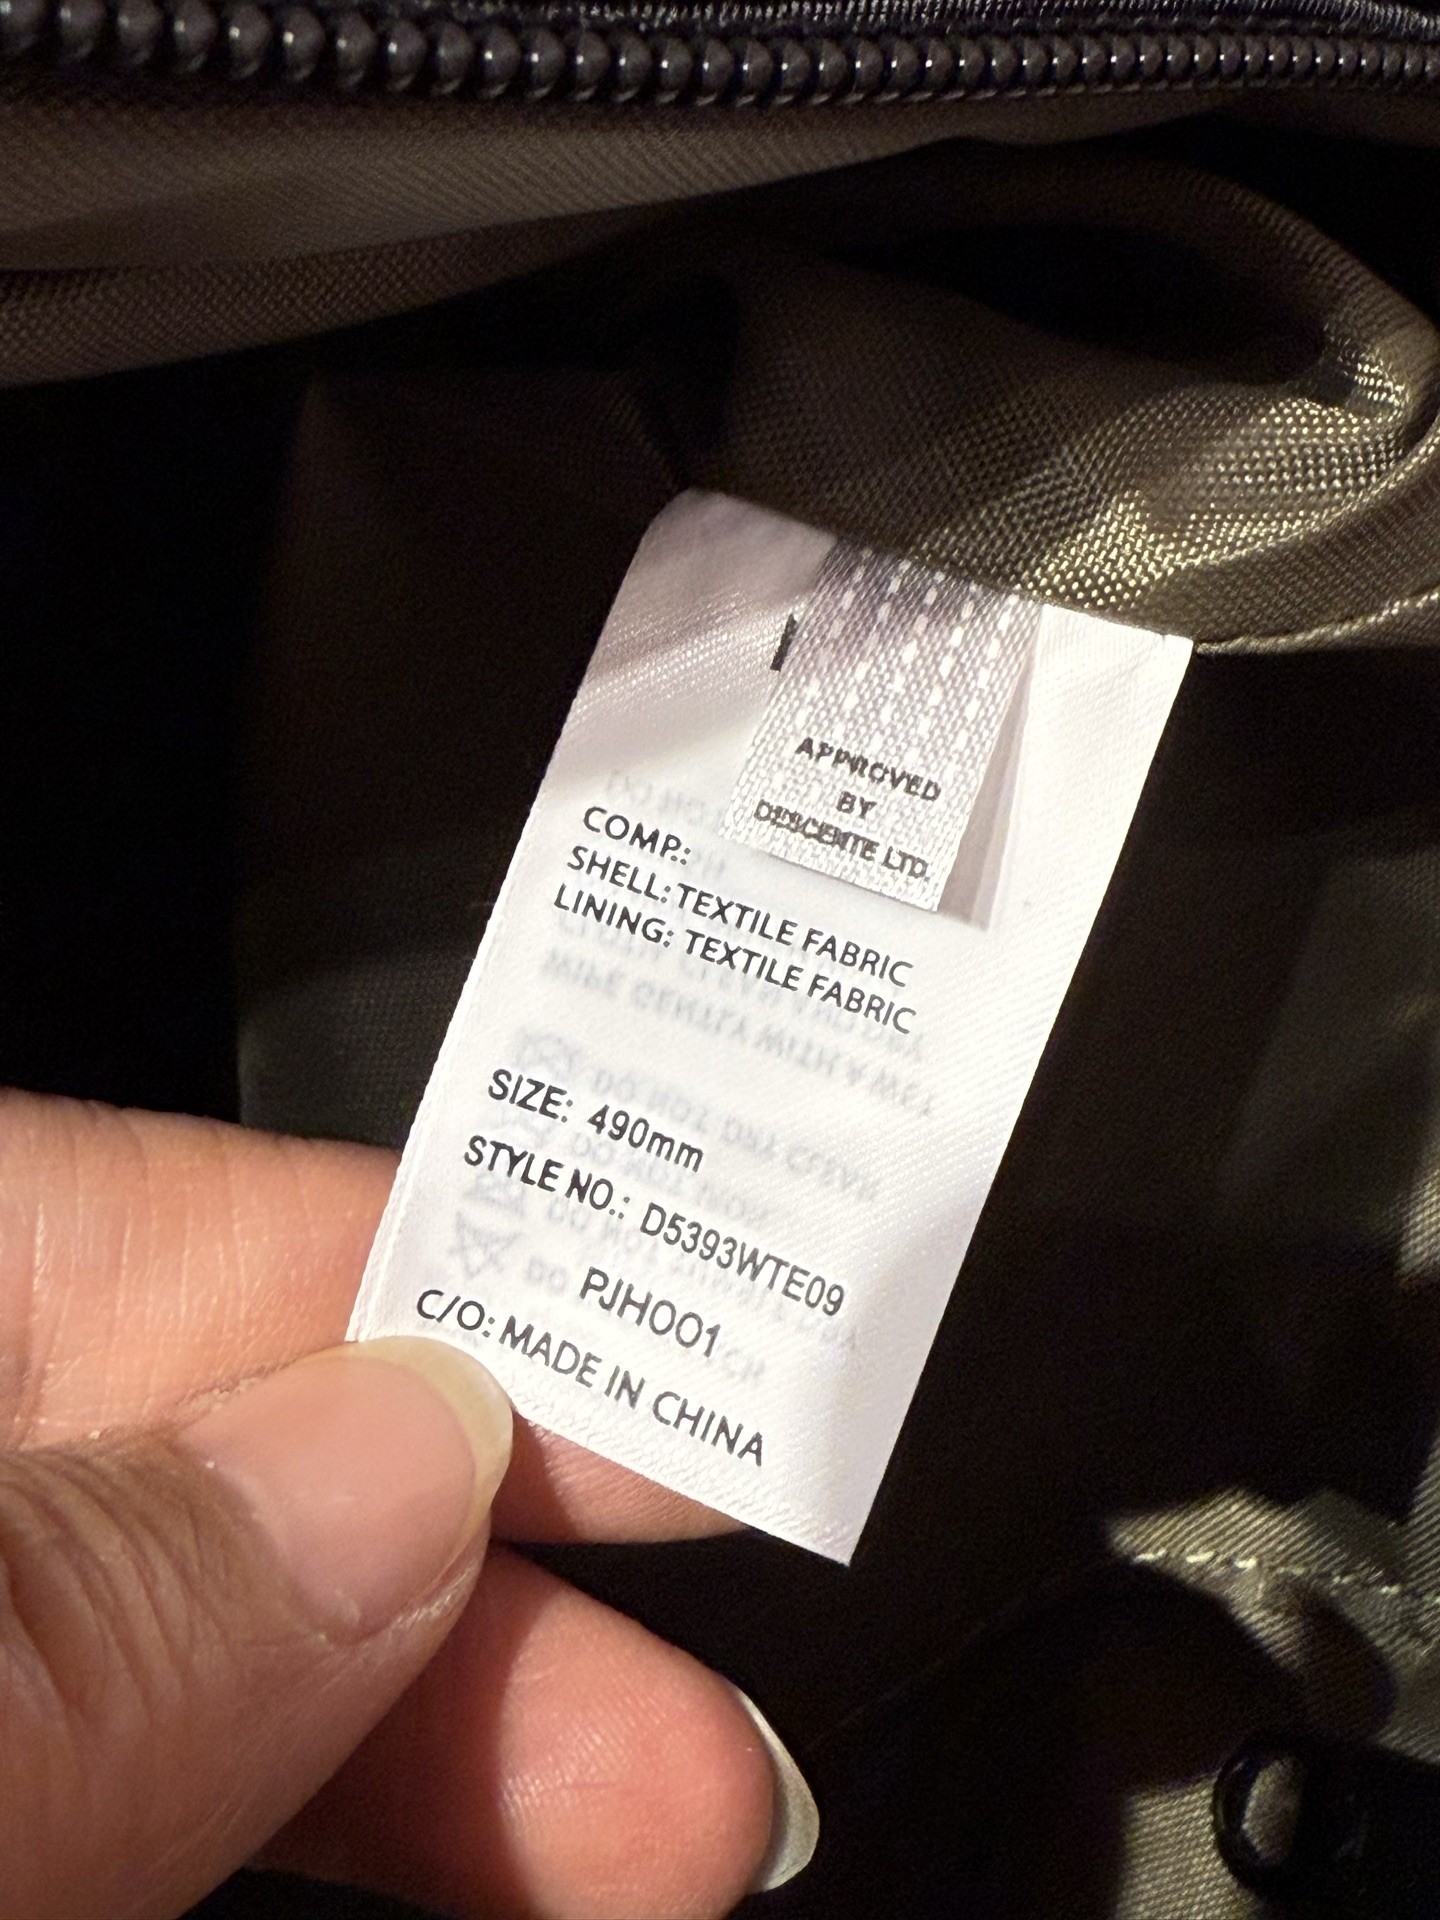 APPROVED
BY
DESCENTE LTD.
COMP.:
SHELL: TEXTILE FABRIC
LINING: TEXTILE FABRIC
SIZE: 490mm
STYLE NO.: D5393WTE09
PJH001
C/O: MADE IN CHINA